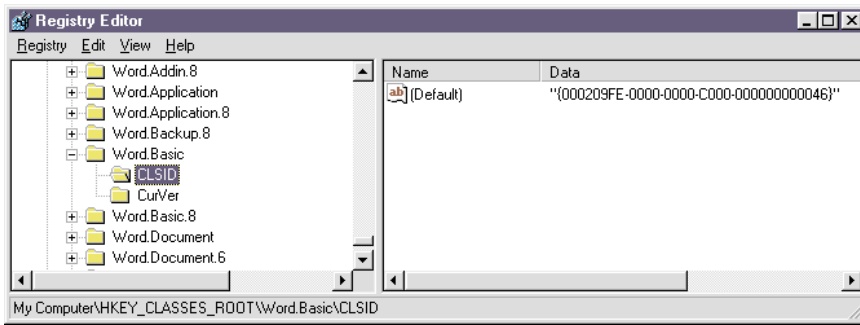 Registry Editor
Registry Edit View Help
Name Data
Word.Addin.8
Word.Application
Word.Application.8
Word.Backup.8
Word.Basic
CLSID
CurVer
Word.Basic.8
Word.Document
Word.Document.6
ab (Default) "{000209FE-0000-0000-C000-000000000046}"
My Computer\HKEY_CLASSES_ROOT\Word.Basic\CLSID